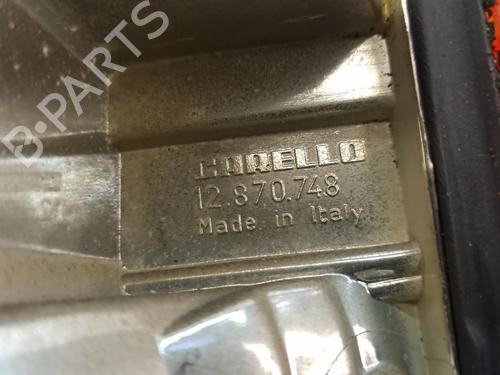 B-PARTS
CARELLO
12.870.748
Made in Italy